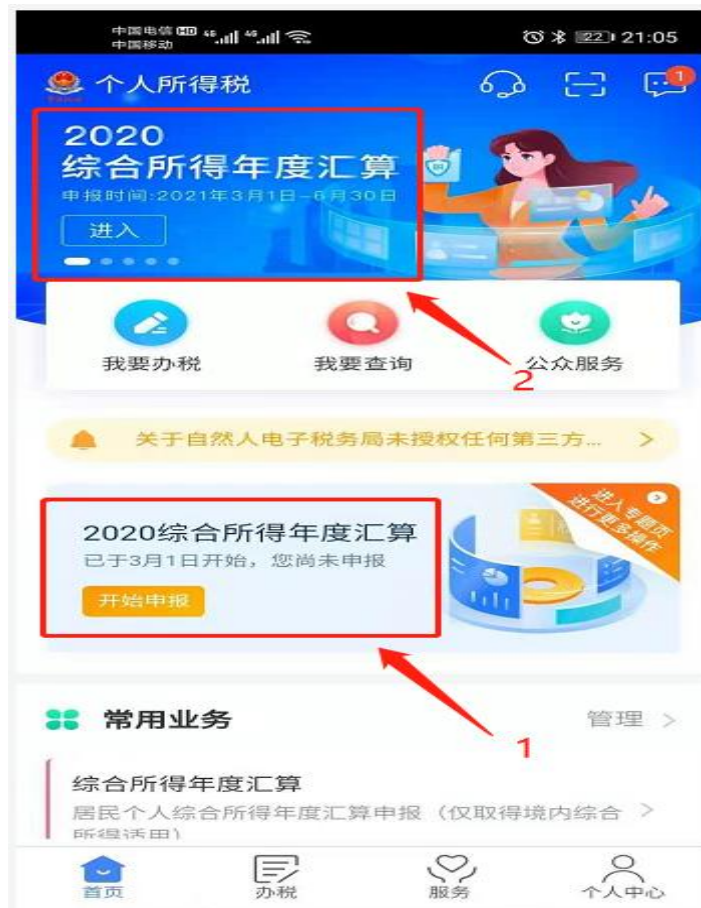 中国电信 HD 4G 4G
中国移动
22 21:05
个人所得税
1
2020
综合所得年度汇算
申报时间:2021年3月1日-6月30日
进入
我要办税 我要查询 公众服务
2
关于自然人电子税务局未授权任何第三方... >
2020综合所得年度汇算
已于3月1日开始，您尚未申报
开始申报
进入专题页
进行更多操作
1
常用业务 管理 >
综合所得年度汇算
居民个人综合所得年度汇算申报（仅取得境内综合 >
所得适用）
首页 办税 服务 个人中心